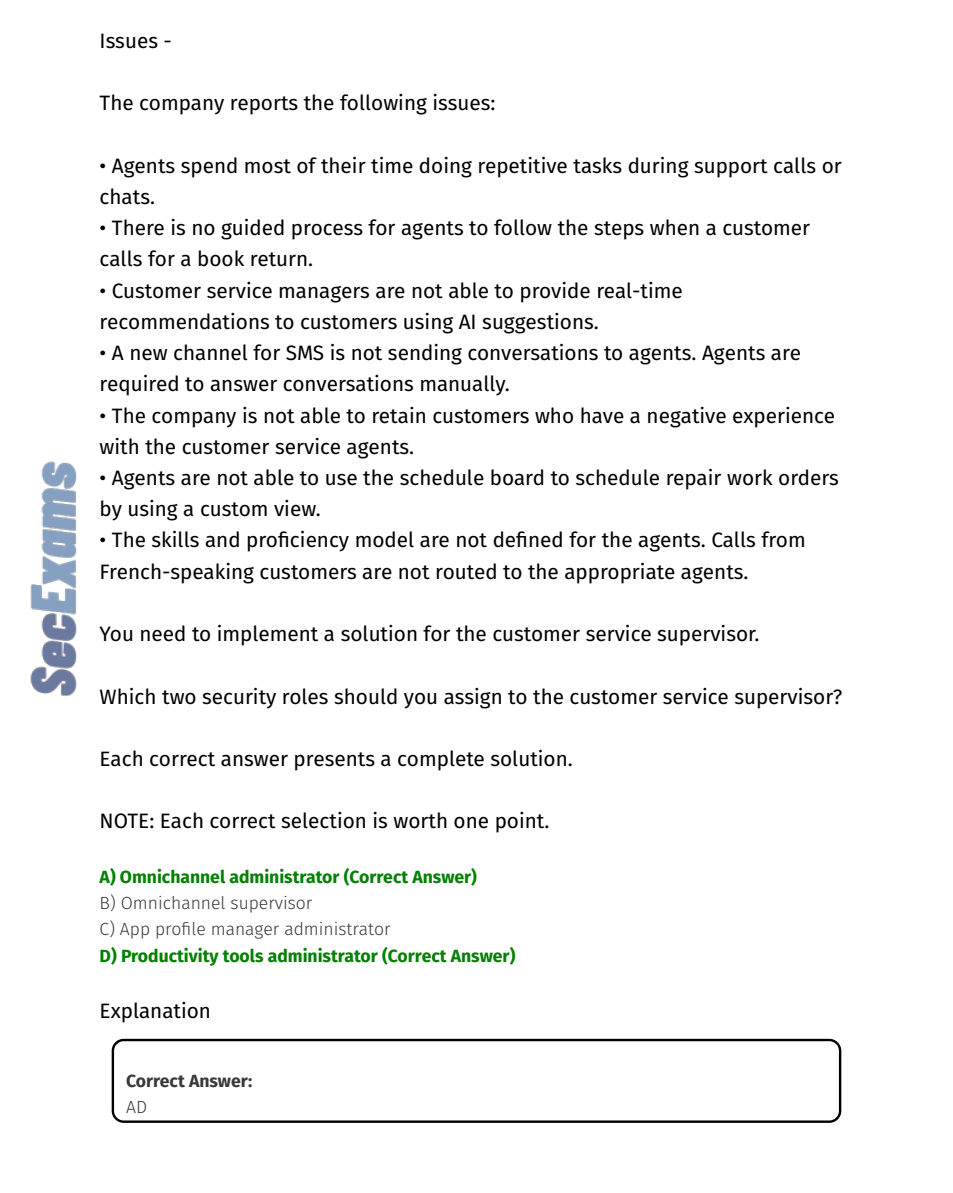 Issues -
The company reports the following issues:
• Agents spend most of their time doing repetitive tasks during support calls or
chats.
• There is no guided process for agents to follow the steps when a customer
calls for a book return.
• Customer service managers are not able to provide real-time
recommendations to customers using AI suggestions.
• A new channel for SMS is not sending conversations to agents. Agents are
required to answer conversations manually.
• The company is not able to retain customers who have a negative experience
with the customer service agents.
• Agents are not able to use the schedule board to schedule repair work orders
by using a custom view.
• The skills and proficiency model are not defined for the agents. Calls from
French-speaking customers are not routed to the appropriate agents.
SecExams
You need to implement a solution for the customer service supervisor.
Which two security roles should you assign to the customer service supervisor?
Each correct answer presents a complete solution.
NOTE: Each correct selection is worth one point.
A) Omnichannel administrator (Correct Answer)
B) Omnichannel supervisor
C) App profile manager administrator
D) Productivity tools administrator (Correct Answer)
Explanation
Correct Answer:
AD